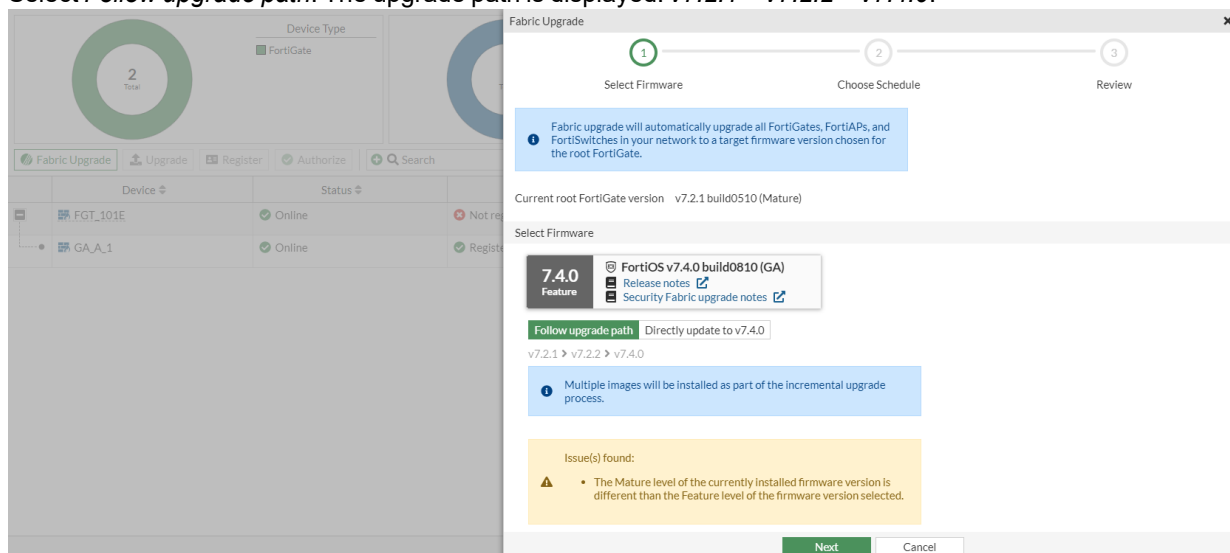 Select Follow upgrade path. The upgrade path is displayed: v7.2.1 > v7.2.2 > v7.4.0.
Device Type
FortiGate
2
Total
Fabric Upgrade
Upgrade
Register
Authorize
Search
Device
Status
FGT_101E
Online
Not re
GA_A_1
Online
Registe
Fabric Upgrade
1
2
3
Select Firmware
Choose Schedule
Review
Fabric upgrade will automatically upgrade all FortiGates, FortiAPs, and
FortiSwitches in your network to a target firmware version chosen for
the root FortiGate.
Current root FortiGate version v7.2.1 build0510 (Mature)
Select Firmware
7.4.0
Feature
FortiOS v7.4.0 build0810 (GA)
Release notes
Security Fabric upgrade notes
Follow upgrade path
Directly update to v7.4.0
v7.2.1 > v7.2.2 > v7.4.0
Multiple images will be installed as part of the incremental upgrade
process.
Issue(s) found:
• The Mature level of the currently installed firmware version is
different than the Feature level of the firmware version selected.
Next
Cancel